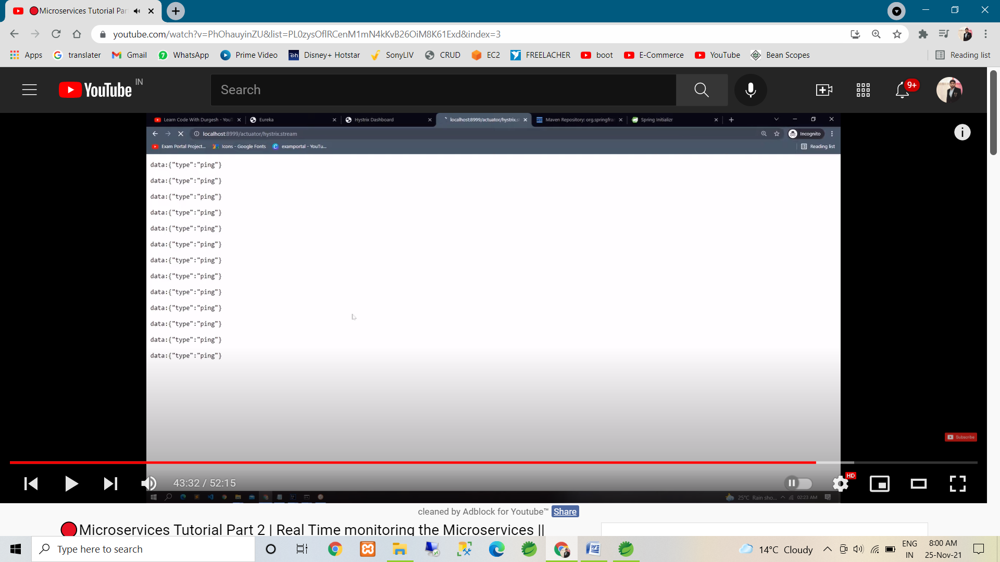 Microservices Tutorial Par
youtube.com/watch?v=PhOhauyinZU&list=PL0zysOflRCenM1mN4kKvB26OiM8K61Exd&index=3
Apps translater Gmail WhatsApp Prime Video Disney+ Hotstar SonyLIV CRUD EC2 FREELACHER boot E-Commerce YouTube Bean Scopes Reading list
YouTube IN Search 9+
Learn Code With Durgesh - YouT Eureka Hystrix Dashboard localhost:8999/actuator/hystrix.s Maven Repository: org.springfra Spring Initializr
localhost:8999/actuator/hystrix.stream Incognito
Exam Portal Project... Icons - Google Fonts examportal - YouTu... Reading list
data:{"type":"ping"}
data:{"type":"ping"}
data:{"type":"ping"}
data:{"type":"ping"}
data:{"type":"ping"}
data:{"type":"ping"}
data:{"type":"ping"}
data:{"type":"ping"}
data:{"type":"ping"}
data:{"type":"ping"}
data:{"type":"ping"}
data:{"type":"ping"}
data:{"type":"ping"}
Subscribe
43:32 / 52:15 HD
25°C Rain sho... 02:23 AM
cleaned by Adblock for Youtube™ Share
Microservices Tutorial Part 2 | Real Time monitoring the Microservices ||
Type here to search 14°C Cloudy ENG 8:00 AM
IN 25-Nov-21